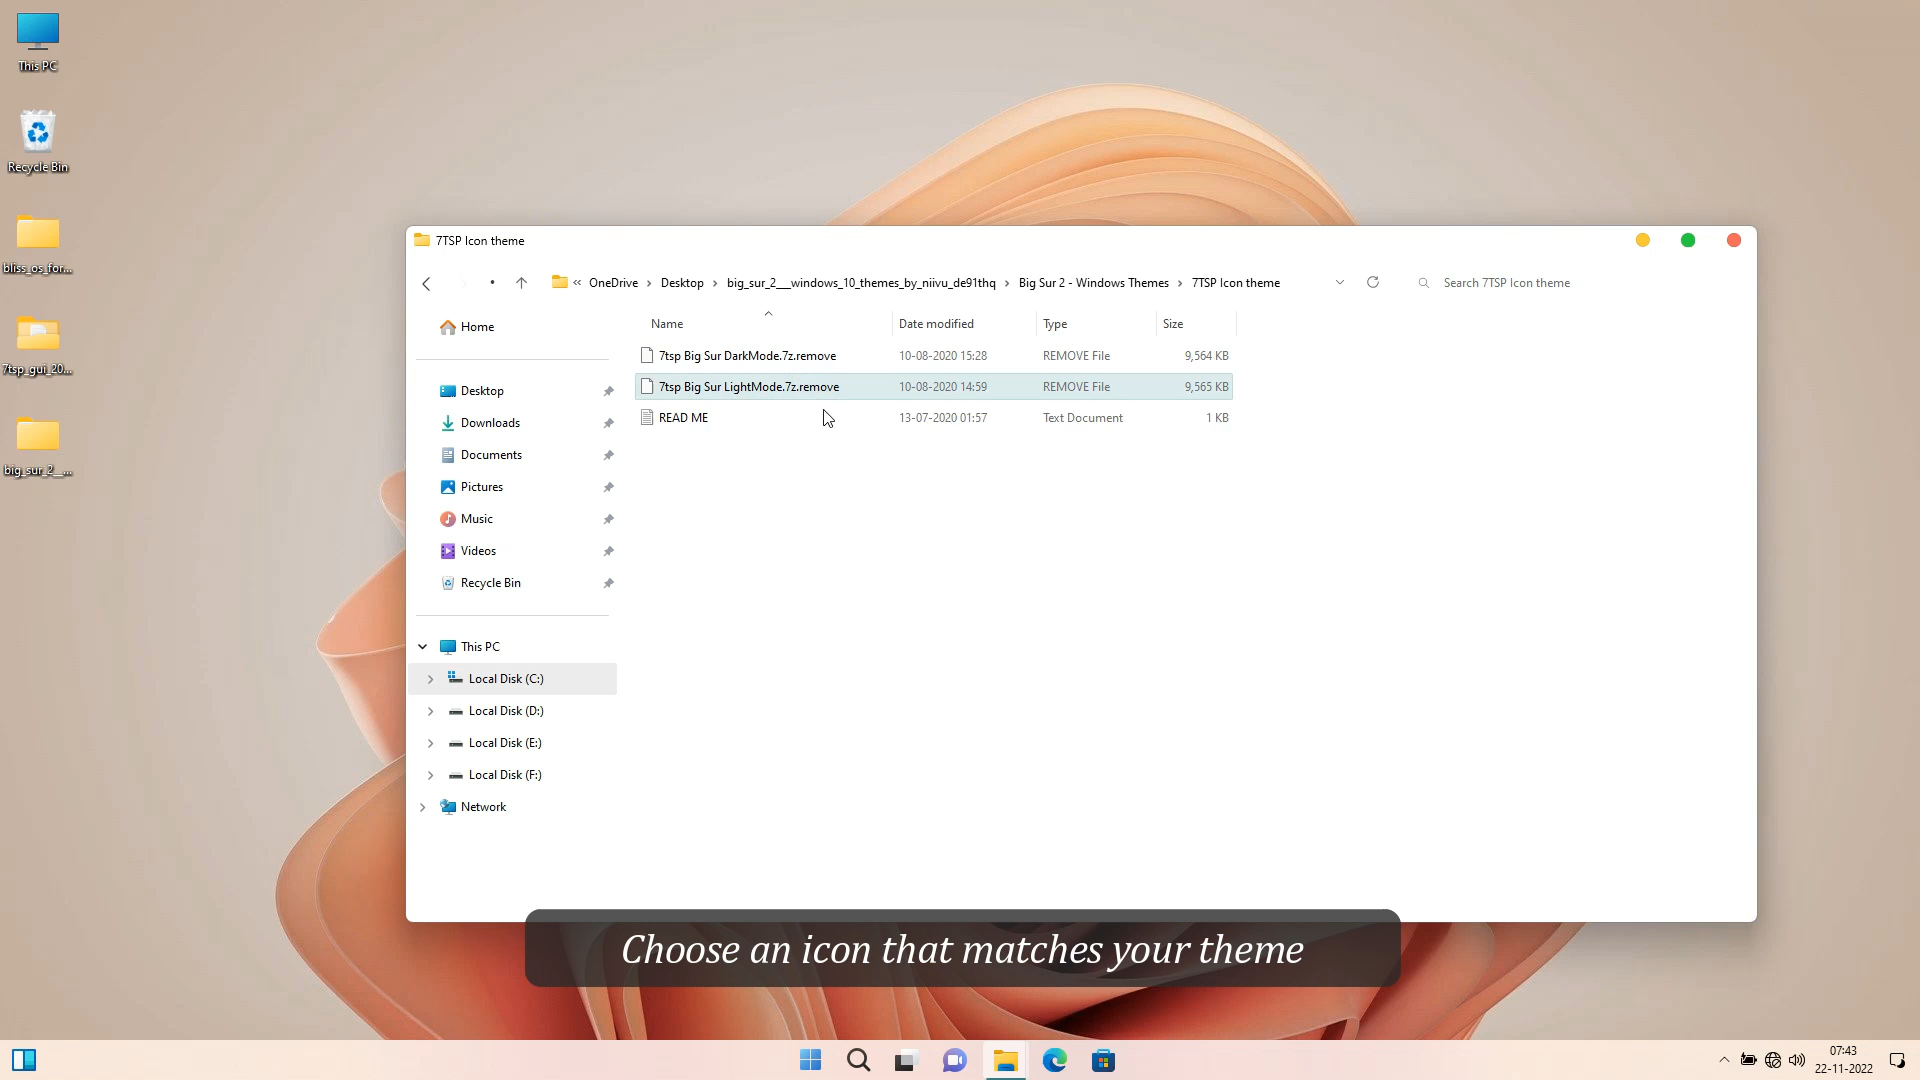 This PC
Recycle Bin
bliss_os_for...
7tsp_gui_20...
big_sur_2__...
7TSP Icon theme
« OneDrive > Desktop > big_sur_2__windows_10_themes_by_niivu_de91thq > Big Sur 2 - Windows Themes > 7TSP Icon theme
Search 7TSP Icon theme
Home
Desktop
Downloads
Documents
Pictures
Music
Videos
Recycle Bin
This PC
Local Disk (C:)
Local Disk (D:)
Local Disk (E:)
Local Disk (F:)
Network
Name Date modified Type Size
7tsp Big Sur DarkMode.7z.remove 10-08-2020 15:28 REMOVE File 9,564 KB
7tsp Big Sur LightMode.7z.remove 10-08-2020 14:59 REMOVE File 9,565 KB
READ ME 13-07-2020 01:57 Text Document 1 KB
Choose an icon that matches your theme
07:43
22-11-2022